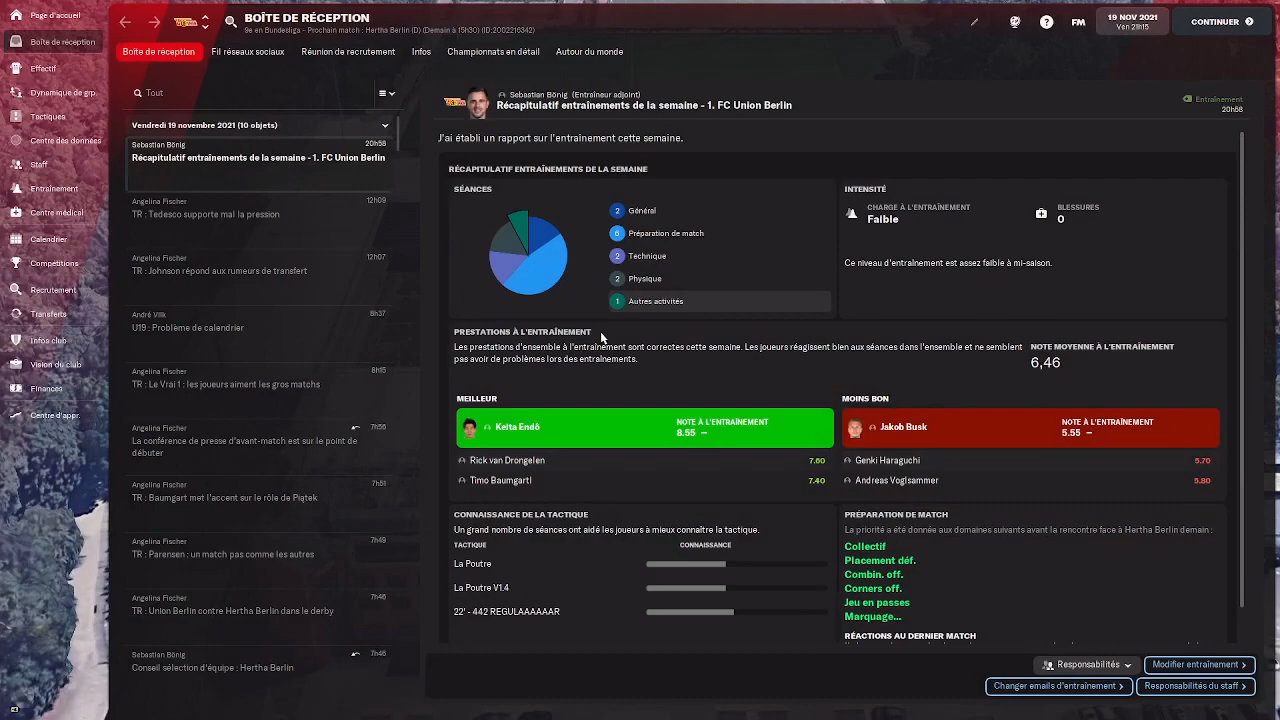 Page d'accueil
Boîte de réception
Effectif
Dynamique de grp.
Tactiques
Centre des données
Staff
Entraînement
Centre médical
Calendrier
Compétitions
Recrutement
Transferts
Infos club
Vision du club
Finances
Centre d'appr.
BOÎTE DE RÉCEPTION
9e en Bundesliga - Prochain match : Hertha Berlin (D) (Demain à 15h30) (ID:2002216342)
FM
19 NOV 2021
Ven 21h15
CONTINUER
Boîte de réception
Fil réseaux sociaux
Réunion de recrutement
Infos
Championnats en détail
Autour du monde
Tout
Vendredi 19 novembre 2021 (10 objets)
Sebastian Bönig 20h58
Récapitulatif entraînements de la semaine - 1. FC Union Berlin
Angelina Fischer 12h09
TR : Tedesco supporte mal la pression
Angelina Fischer 12h07
TR : Johnson répond aux rumeurs de transfert
André Vilk 8h37
U19 : Problème de calendrier
Angelina Fischer 8h15
TR : Le Vrai 1 : les joueurs aiment les gros matchs
Angelina Fischer 7h56
La conférence de presse d'avant-match est sur le point de
débuter
Angelina Fischer 7h51
TR : Baumgart met l'accent sur le rôle de Piątek
Angelina Fischer 7h49
TR : Parensen : un match pas comme les autres
Angelina Fischer 7h46
TR : Union Berlin contre Hertha Berlin dans le derby
Sebastian Bönig 7h46
Conseil sélection d'équipe : Hertha Berlin
Sebastian Bönig (Entraîneur adjoint)
Récapitulatif entraînements de la semaine - 1. FC Union Berlin
Entraînement
20h58
J'ai établi un rapport sur l'entraînement cette semaine.
RÉCAPITULATIF ENTRAÎNEMENTS DE LA SEMAINE
SÉANCES
2 Général
6 Préparation de match
2 Technique
2 Physique
1 Autres activités
INTENSITÉ
CHARGE À L'ENTRAÎNEMENT
Faible
BLESSURES
0
Ce niveau d'entraînement est assez faible à mi-saison.
PRESTATIONS À L'ENTRAÎNEMENT
Les prestations d'ensemble à l'entraînement sont correctes cette semaine. Les joueurs réagissent bien aux séances dans l'ensemble et ne semblent
pas avoir de problèmes lors des entraînements.
NOTE MOYENNE À L'ENTRAÎNEMENT
6,46
MEILLEUR
Keita Endô
NOTE À L'ENTRAÎNEMENT
8.55 –
Rick van Drongelen 7.60
Timo Baumgartl 7.40
MOINS BON
Jakob Busk
NOTE À L'ENTRAÎNEMENT
5.55 –
Genki Haraguchi 5.70
Andreas Voglsammer 5.80
CONNAISSANCE DE LA TACTIQUE
Un grand nombre de séances ont aidé les joueurs à mieux connaître la tactique.
TACTIQUE CONNAISSANCE
La Poutre
La Poutre V1.4
22' - 442 REGULAAAAAR
PRÉPARATION DE MATCH
La priorité a été donnée aux domaines suivants avant la rencontre face à Hertha Berlin demain :
Collectif
Placement déf.
Combin. off.
Corners off.
Jeu en passes
Marquage...
RÉACTIONS AU DERNIER MATCH
Responsabilités
Modifier entraînement
Changer emails d'entraînement
Responsabilités du staff